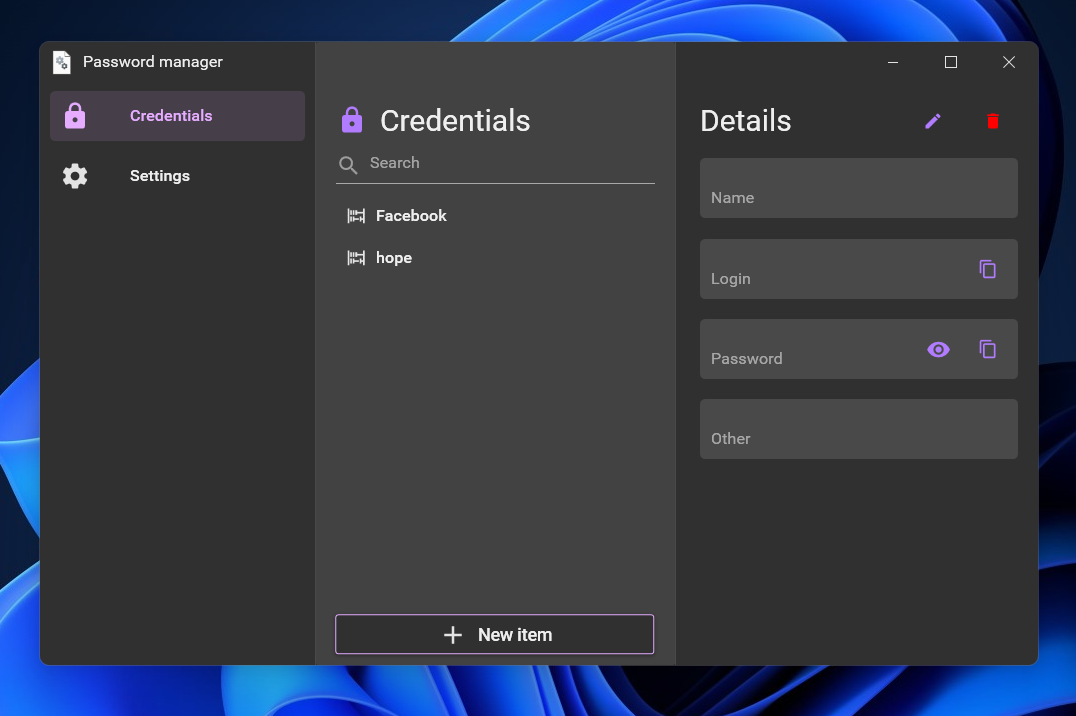 Password manager
Credentials
Settings
Credentials
Search
Facebook
hope
New item
Details
Name
Login
Password
Other